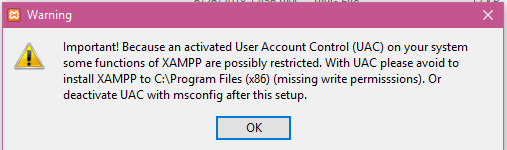 Warning
Important! Because an activated User Account Control (UAC) on your system
some functions of XAMPP are possibly restricted. With UAC please avoid to
install XAMPP to C:\Program Files (x86) (missing write permisssions). Or
deactivate UAC with msconfig after this setup.
OK